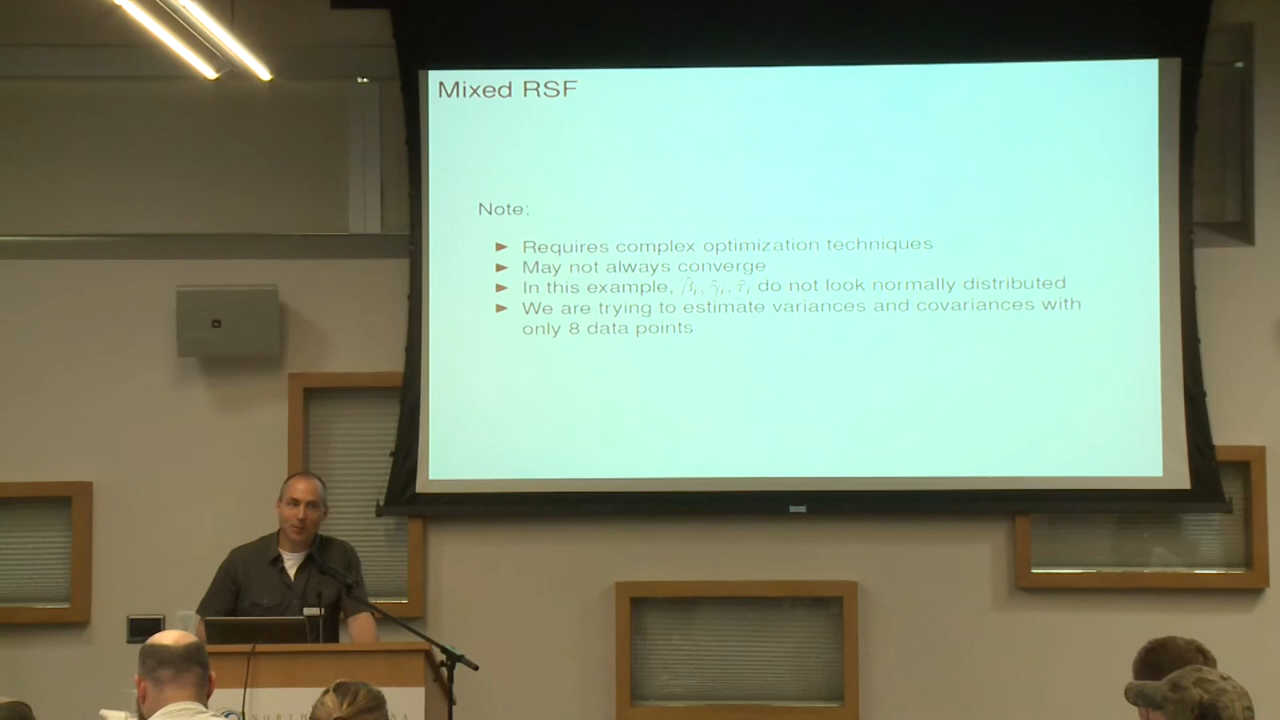 Mixed RSF
Note:
► Requires complex optimization techniques
► May not always converge
► In this example, β̂ᵢ, γ̂ᵢ, τ̂ᵢ do not look normally distributed
► We are trying to estimate variances and covariances with
only 8 data points